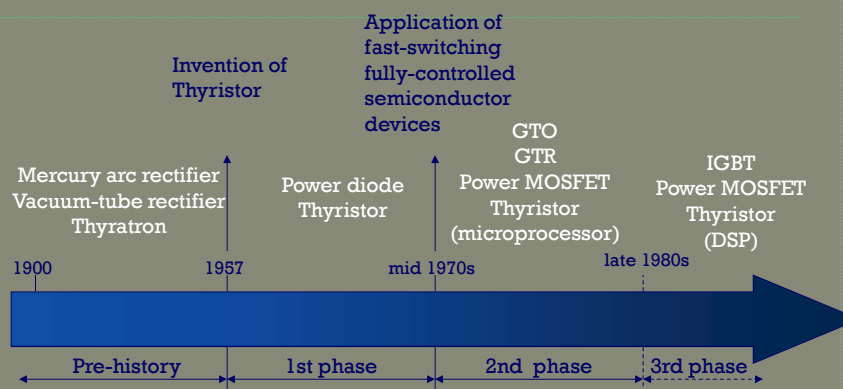 Application of
fast-switching
fully-controlled
semiconductor
devices
Invention of
Thyristor
Mercury arc rectifier
Vacuum-tube rectifier
Thyratron
Power diode
Thyristor
GTO
GTR
Power MOSFET
Thyristor
(microprocessor)
IGBT
Power MOSFET
Thyristor
(DSP)
1900
1957
mid 1970s
late 1980s
Pre-history
1st phase
2nd phase
3rd phase